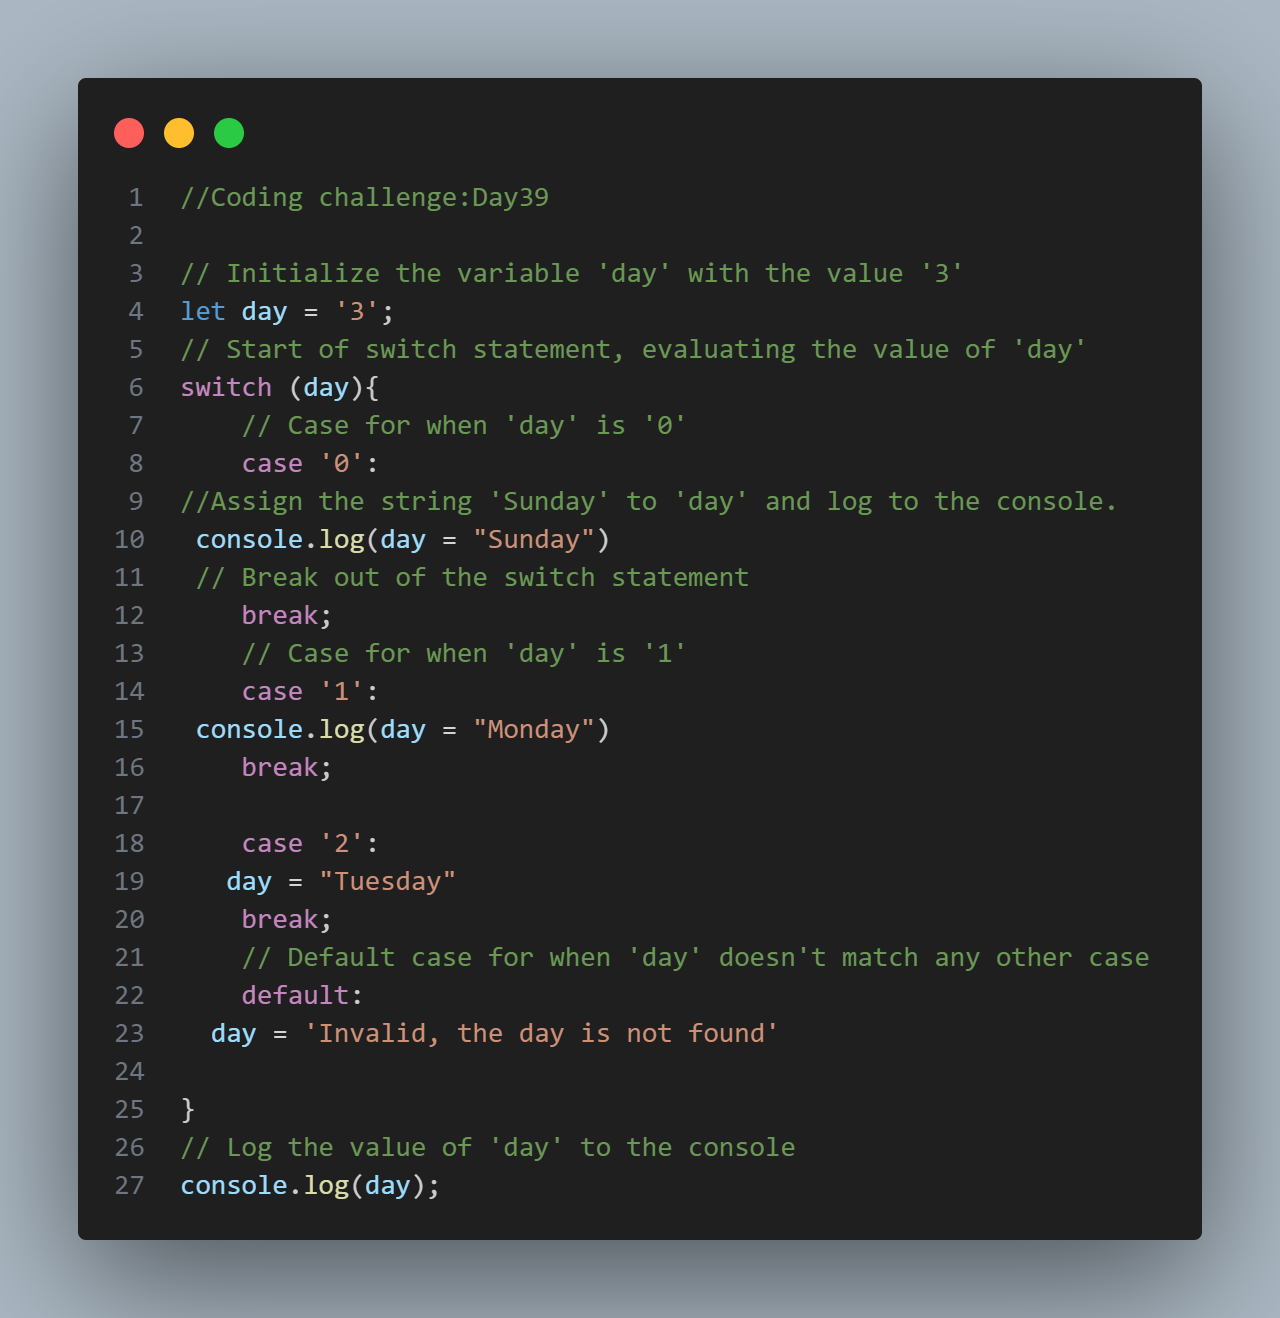 1 //Coding challenge:Day39
2
3 // Initialize the variable 'day' with the value '3'
4 let day = '3';
5 // Start of switch statement, evaluating the value of 'day'
6 switch (day){
7     // Case for when 'day' is '0'
8     case '0':
9 //Assign the string 'Sunday' to 'day' and log to the console.
10  console.log(day = "Sunday")
11  // Break out of the switch statement
12     break;
13     // Case for when 'day' is '1'
14     case '1':
15  console.log(day = "Monday")
16     break;
17
18     case '2':
19    day = "Tuesday"
20     break;
21     // Default case for when 'day' doesn't match any other case
22     default:
23   day = 'Invalid, the day is not found'
24
25 }
26 // Log the value of 'day' to the console
27 console.log(day);